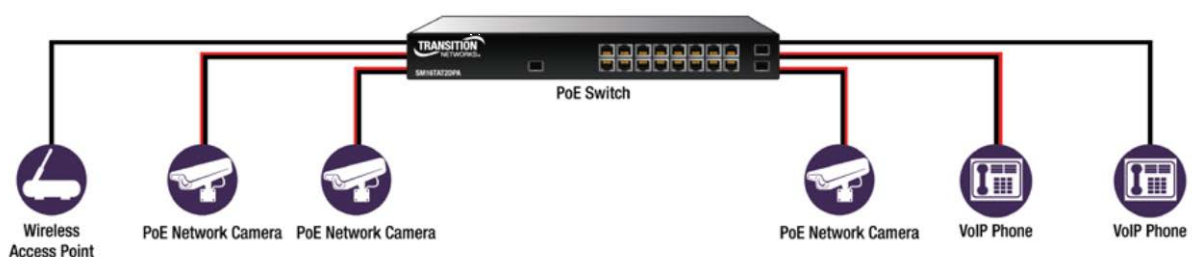 TRANSITION
NETWORKS
SM16TAT2DPA
PoE Switch
Wireless
Access Point
PoE Network Camera
PoE Network Camera
PoE Network Camera
VoIP Phone
VoIP Phone